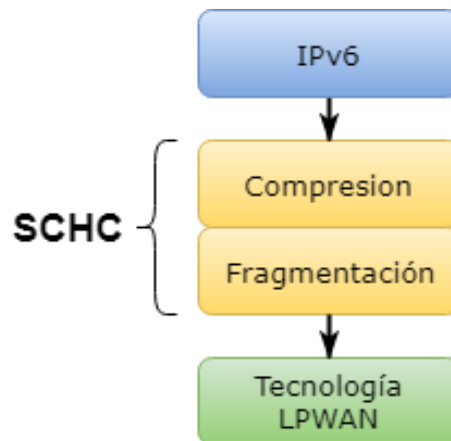 IPv6
Compresion
SCHC
Fragmentación
Tecnología
LPWAN